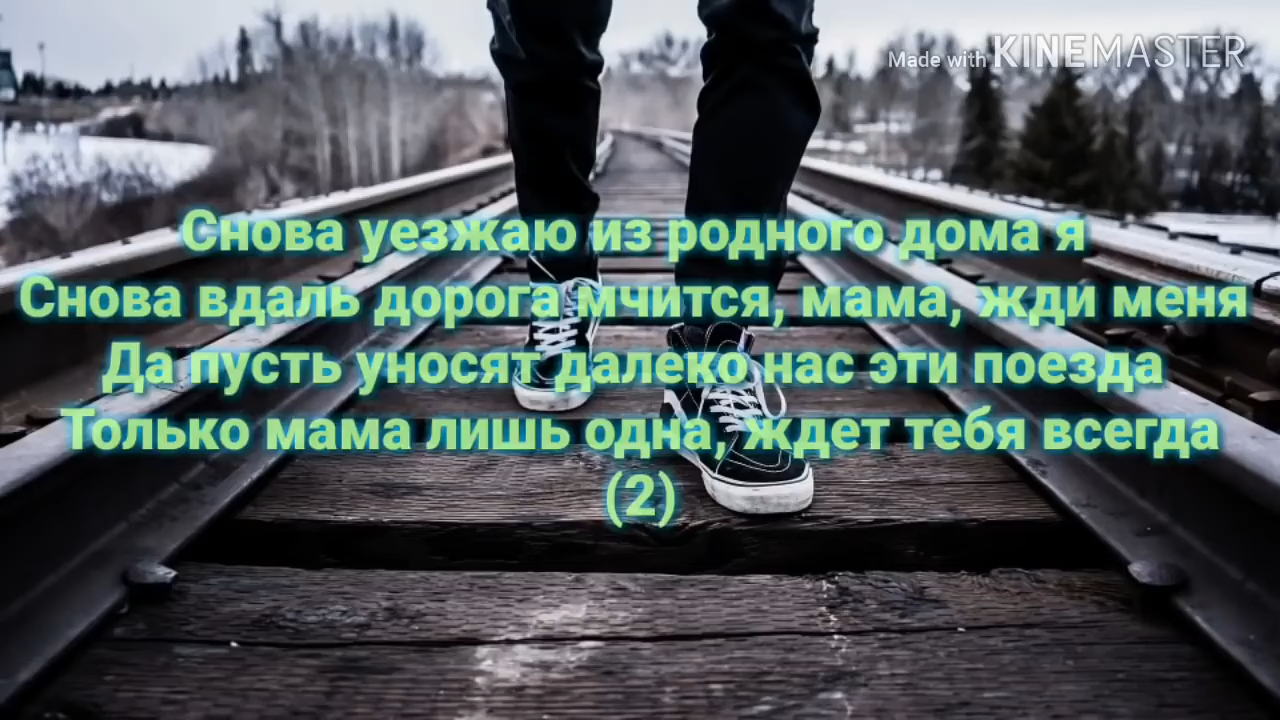 Made with KINEMASTER
Снова уезжаю из родного дома я
Снова вдаль дорога мчится, мама, жди меня
Да пусть уносят далеко нас эти поезда
Только мама лишь одна, ждет тебя всегда
(2)